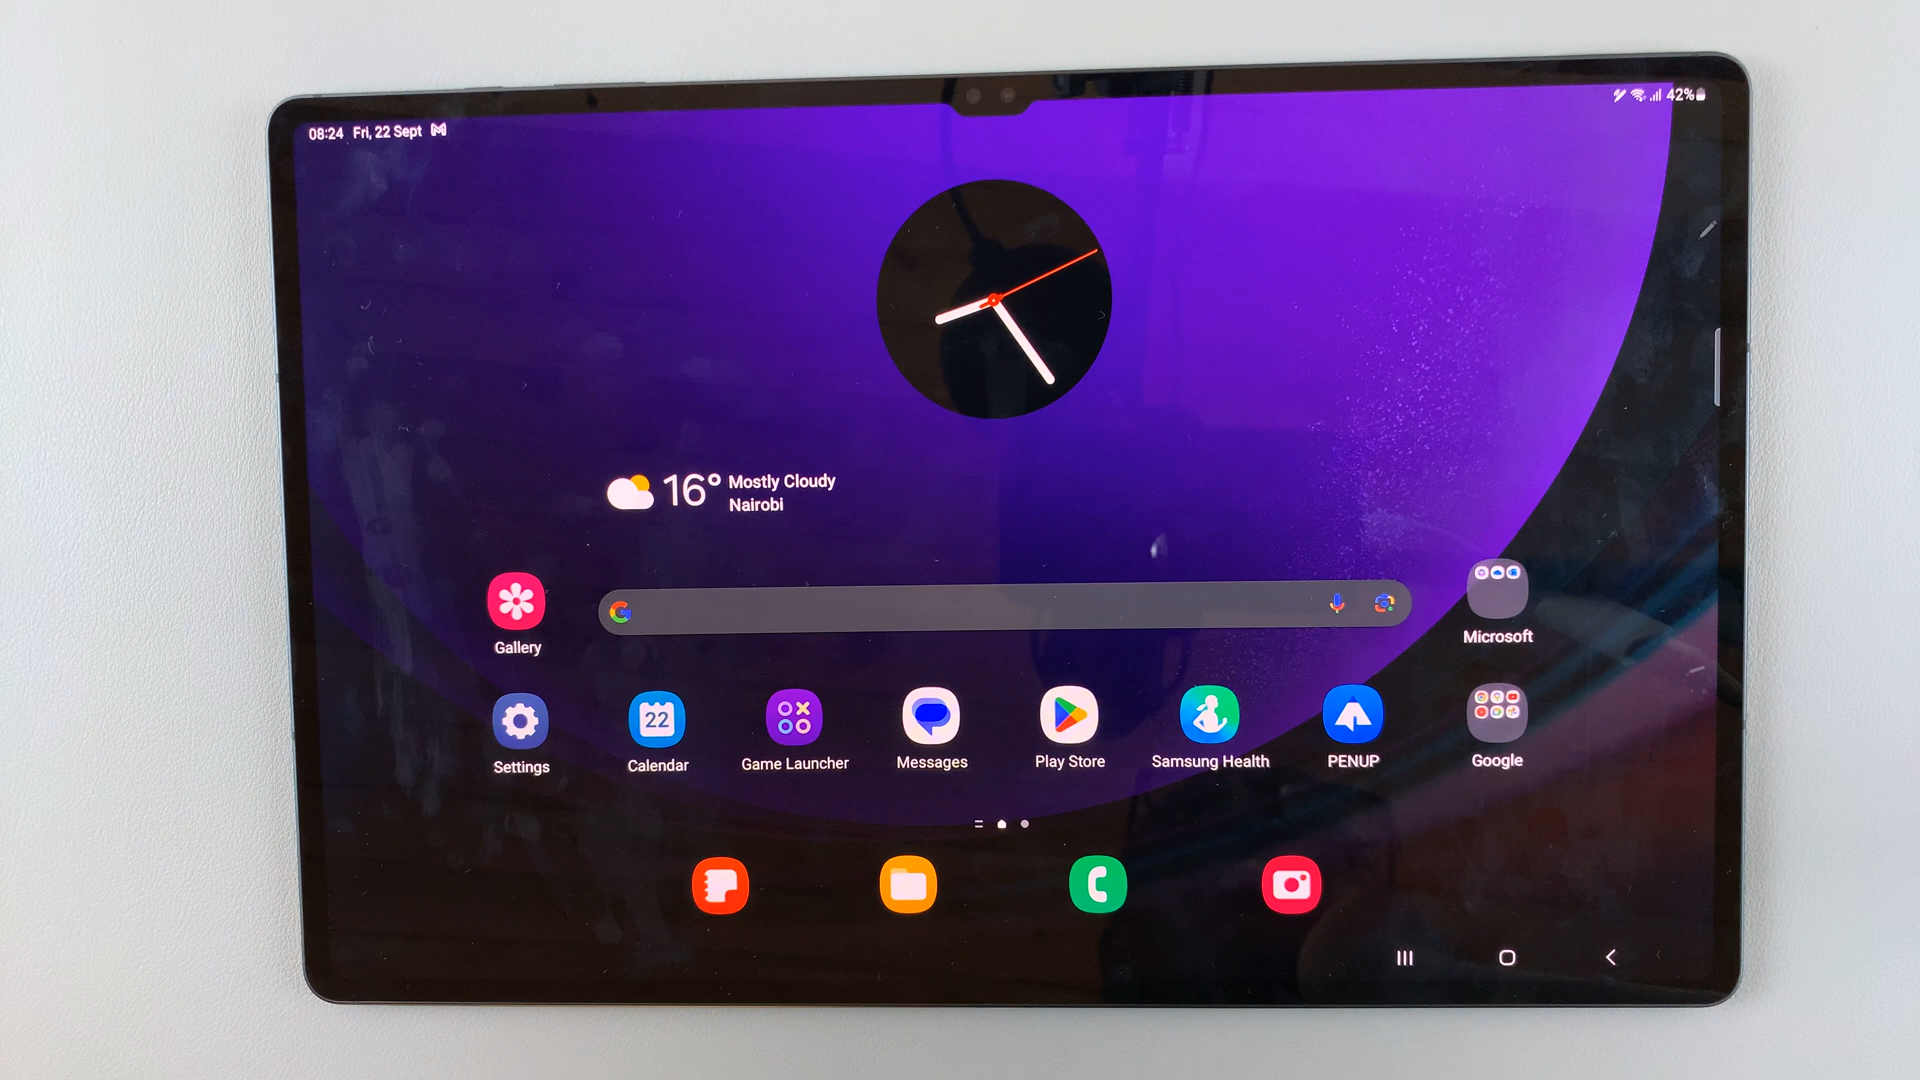 08:24 Fri, 22 Sept
42%
16° Mostly Cloudy
Nairobi
Gallery
Microsoft
22
Settings
Calendar
Game Launcher
Messages
Play Store
Samsung Health
PENUP
Google